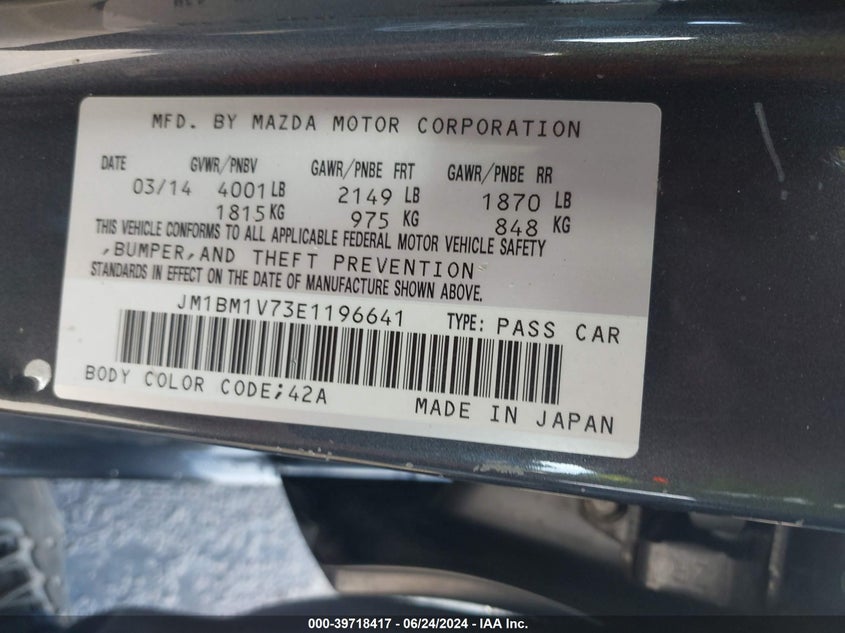 MFD. BY MAZDA MOTOR CORPORATION
DATE GVWR/PNBV GAWR/PNBE FRT GAWR/PNBE RR
03/14 4001 LB 2149 LB 1870 LB
1815 KG 975 KG 848 KG
THIS VEHICLE CONFORMS TO ALL APPLICABLE FEDERAL MOTOR VEHICLE SAFETY
,BUMPER,AND THEFT PREVENTION
STANDARDS IN EFFECT ON THE DATE OF MANUFACTURE SHOWN ABOVE.
JM1BM1V73E1196641 TYPE: PASS CAR
BODY COLOR CODE;42A
MADE IN JAPAN
000-39718417 - 06/24/2024 - IAA Inc.